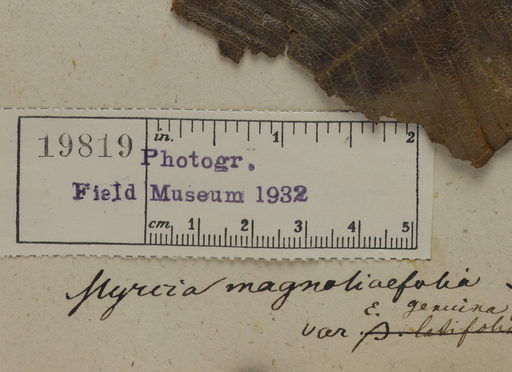 19819
in. 1 2
Photogr.
Field Museum 1932
cm. 1 2 3 4 5
Myrcia magnoliaefolia
ε. genuina
var β. latifolia